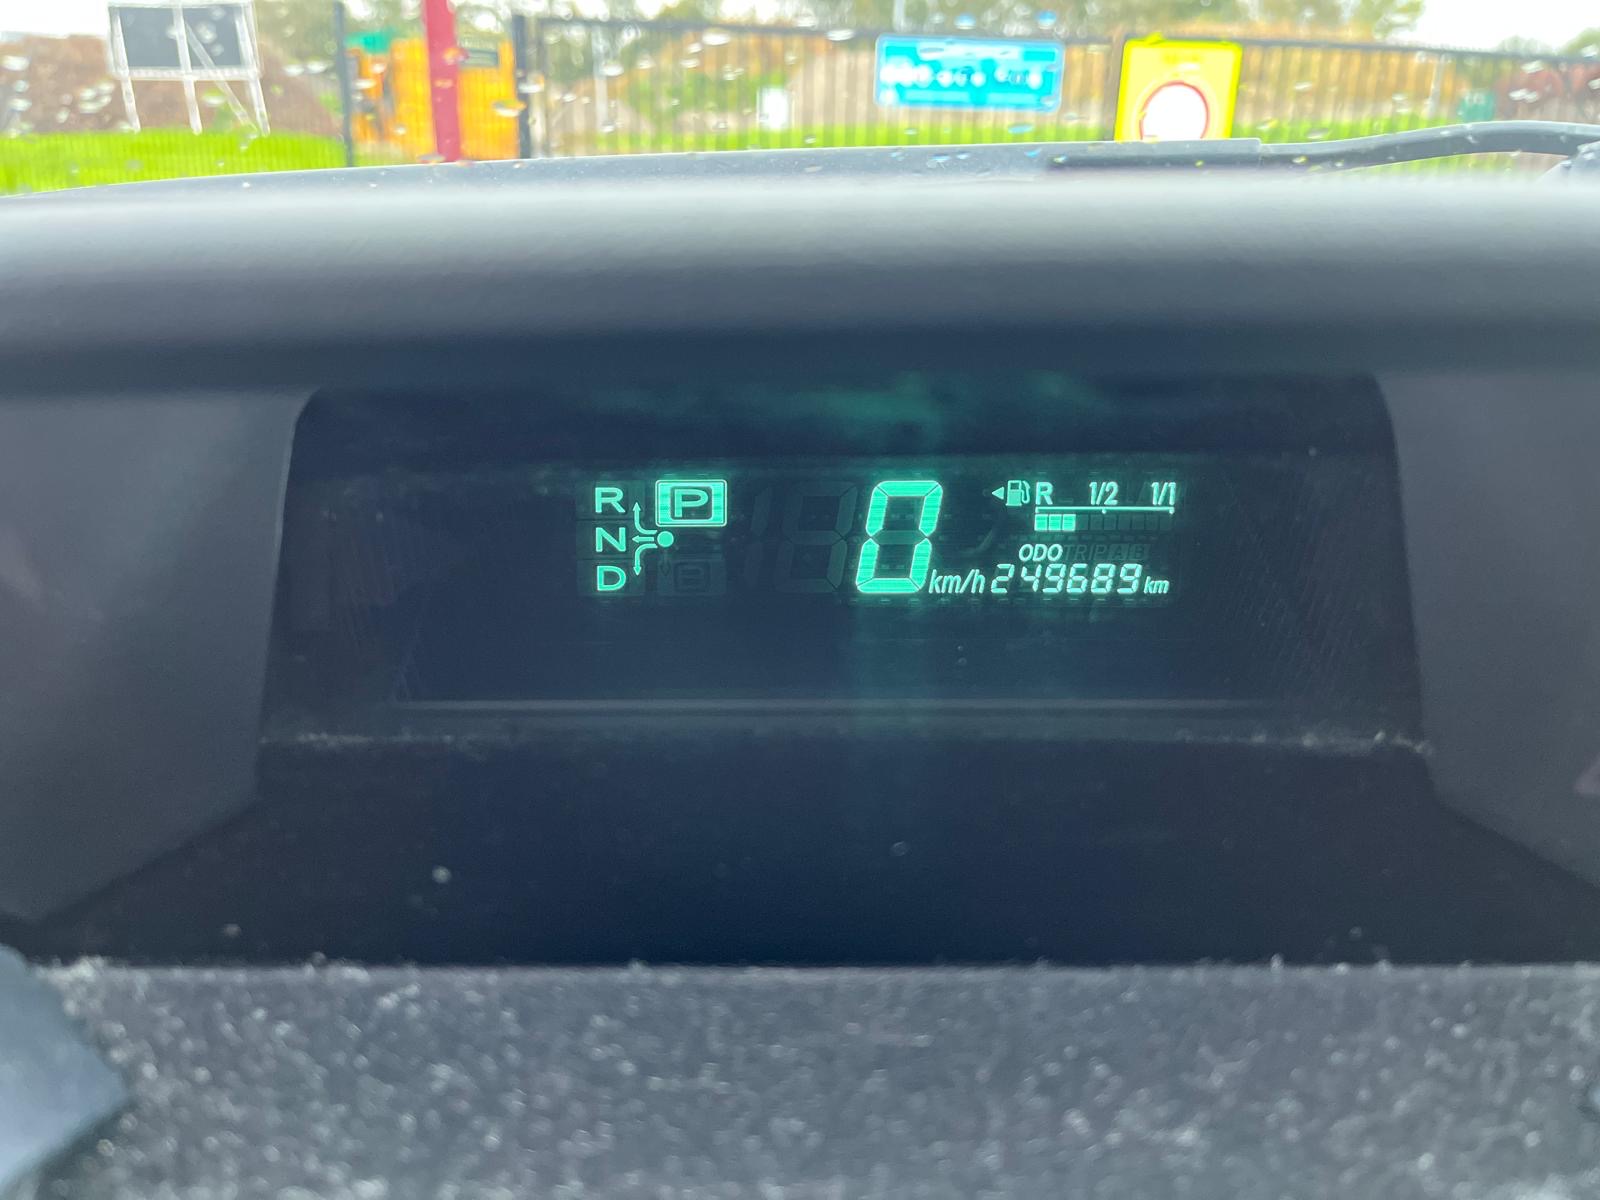 R P
N
D
0 km/h
R 1/2 1/1
ODO TRIP A B
249689 km